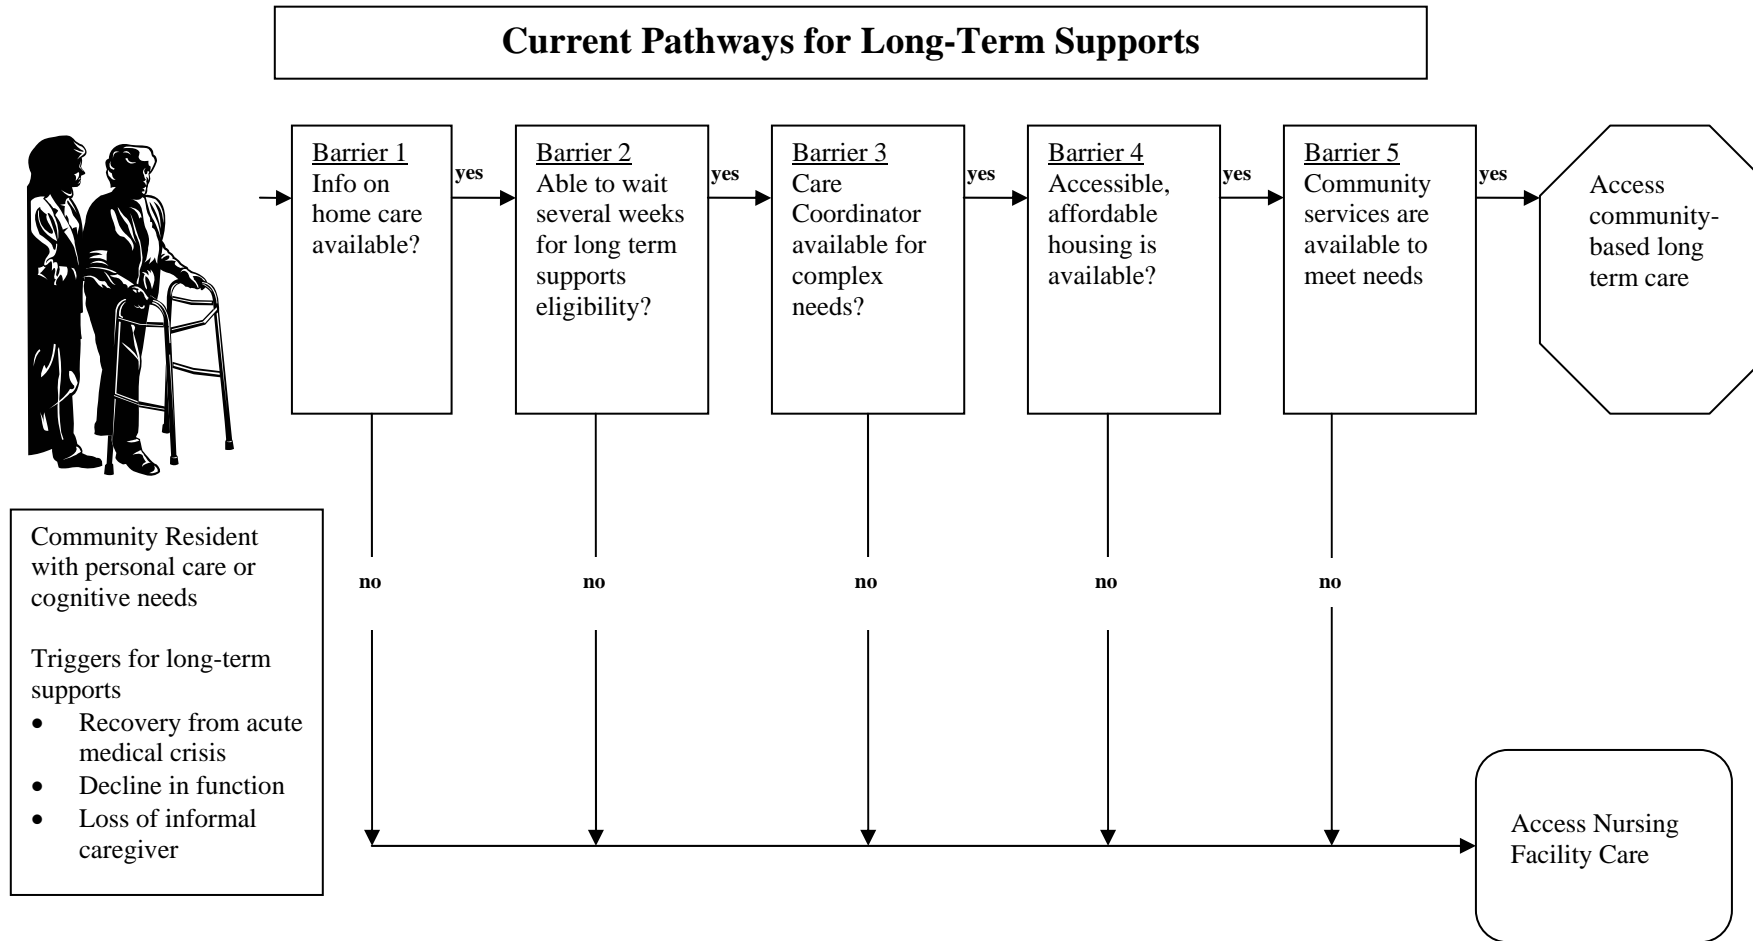 Current Pathways for Long-Term Supports
Barrier 1
Info on
home care
available?
yes
Barrier 2
Able to wait
several weeks
for long term
supports
eligibility?
yes
Barrier 3
Care
Coordinator
available for
complex
needs?
yes
Barrier 4
Accessible,
affordable
housing is
available?
yes
Barrier 5
Community
services are
available to
meet needs
yes
Access
community-
based long
term care
no
no
no
no
no
Community Resident
with personal care or
cognitive needs
Triggers for long-term
supports
• Recovery from acute
medical crisis
• Decline in function
• Loss of informal
caregiver
Access Nursing
Facility Care